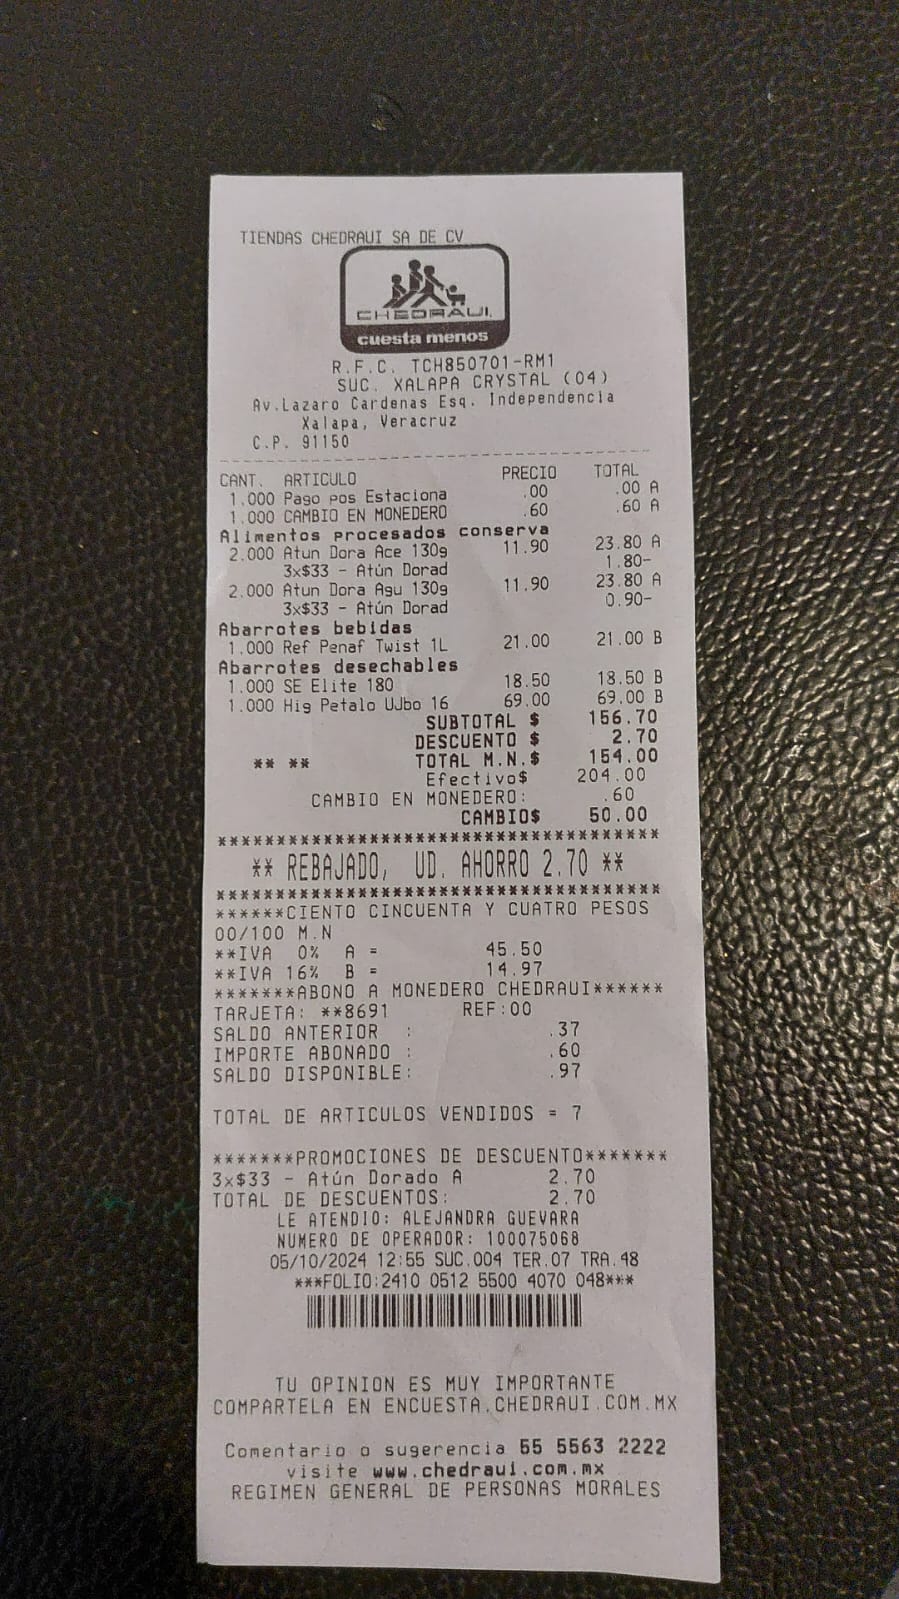 TIENDAS CHEDRAUI SA DE CV
CHEDRAUI.
cuesta menos
R.F.C. TCH850701-RM1
SUC. XALAPA CRYSTAL (04)
Av.Lazaro Cardenas Esq. Independencia
Xalapa, Veracruz
C.P. 91150
CANT. ARTICULO PRECIO TOTAL
1.000 Pago pos Estaciona .00 .00 A
1.000 CAMBIO EN MONEDERO .60 .60 A
Alimentos procesados conserva
2.000 Atun Dora Ace 130g 11.90 23.80 A
3x$33 - Atún Dorad 1.80-
2.000 Atun Dora Agu 130g 11.90 23.80 A
3x$33 - Atún Dorad 0.90-
Abarrotes bebidas
1.000 Ref Penaf Twist 1L 21.00 21.00 B
Abarrotes desechables
1.000 SE Elite 180 18.50 18.50 B
1.000 Hig Petalo UJbo 16 69.00 69.00 B
SUBTOTAL $ 156.70
DESCUENTO $ 2.70
** ** TOTAL M.N.$ 154.00
Efectivo$ 204.00
CAMBIO EN MONEDERO: .60
CAMBIO$ 50.00
*************************************
** REBAJADO, UD. AHORRO 2.70 **
*************************************
******CIENTO CINCUENTA Y CUATRO PESOS
00/100 M.N
**IVA 0% A = 45.50
**IVA 16% B = 14.97
*******ABONO A MONEDERO CHEDRAUI******
TARJETA: **8691 REF:00
SALDO ANTERIOR : .37
IMPORTE ABONADO : .60
SALDO DISPONIBLE: .97
TOTAL DE ARTICULOS VENDIDOS = 7
*******PROMOCIONES DE DESCUENTO*******
3x$33 - Atún Dorado A 2.70
TOTAL DE DESCUENTOS: 2.70
LE ATENDIO: ALEJANDRA GUEVARA
NUMERO DE OPERADOR: 100075068
05/10/2024 12:55 SUC.004 TER.07 TRA.48
***FOLIO:2410 0512 5500 4070 048***
TU OPINION ES MUY IMPORTANTE
COMPARTELA EN ENCUESTA.CHEDRAUI.COM.MX
Comentario o sugerencia 55 5563 2222
visite www.chedraui.com.mx
REGIMEN GENERAL DE PERSONAS MORALES